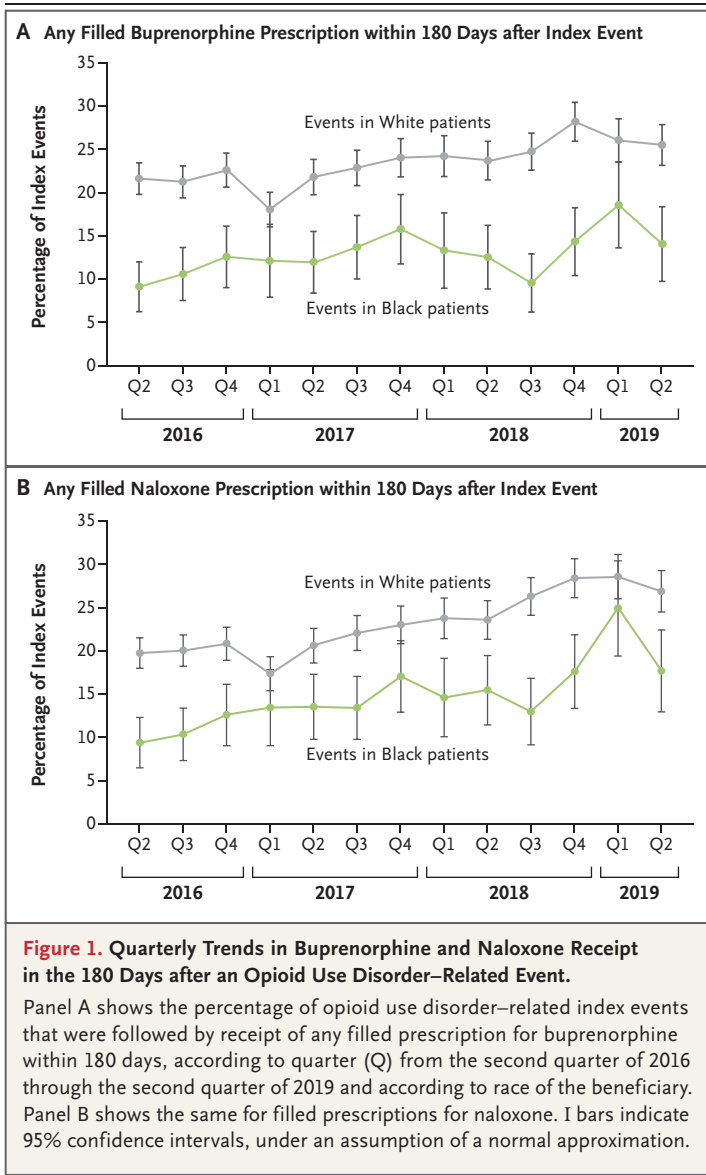 A Any Filled Buprenorphine Prescription within 180 Days after Index Event
35
30
25
20
15
10
5
0
Percentage of Index Events
Events in White patients
Events in Black patients
Q2 Q3 Q4 Q1 Q2 Q3 Q4 Q1 Q2 Q3 Q4 Q1 Q2
2016 2017 2018 2019
B Any Filled Naloxone Prescription within 180 Days after Index Event
35
30
25
20
15
10
5
0
Percentage of Index Events
Events in White patients
Events in Black patients
Q2 Q3 Q4 Q1 Q2 Q3 Q4 Q1 Q2 Q3 Q4 Q1 Q2
2016 2017 2018 2019
Figure 1. Quarterly Trends in Buprenorphine and Naloxone Receipt
in the 180 Days after an Opioid Use Disorder–Related Event.
Panel A shows the percentage of opioid use disorder–related index events
that were followed by receipt of any filled prescription for buprenorphine
within 180 days, according to quarter (Q) from the second quarter of 2016
through the second quarter of 2019 and according to race of the beneficiary.
Panel B shows the same for filled prescriptions for naloxone. I bars indicate
95% confidence intervals, under an assumption of a normal approximation.